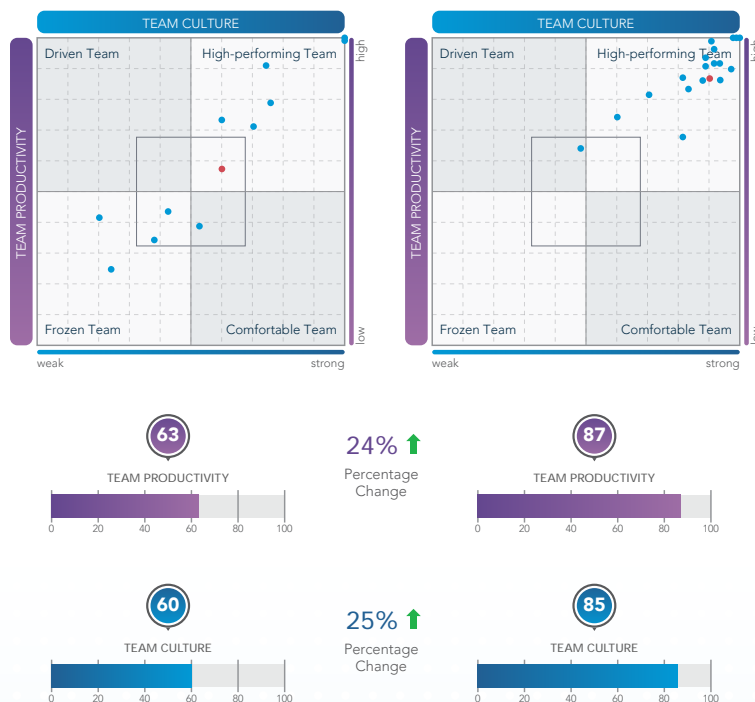 TEAM CULTURE
TEAM PRODUCTIVITY
Driven Team
High-performing Team
high
Frozen Team
Comfortable Team
low
weak
strong
TEAM CULTURE
TEAM PRODUCTIVITY
Driven Team
High-performing Team
high
Frozen Team
Comfortable Team
low
weak
strong
63
TEAM PRODUCTIVITY
0 20 40 60 80 100
24%
Percentage
Change
87
TEAM PRODUCTIVITY
0 20 40 60 80 100
60
TEAM CULTURE
0 20 40 60 80 100
25%
Percentage
Change
85
TEAM CULTURE
0 20 40 60 80 100